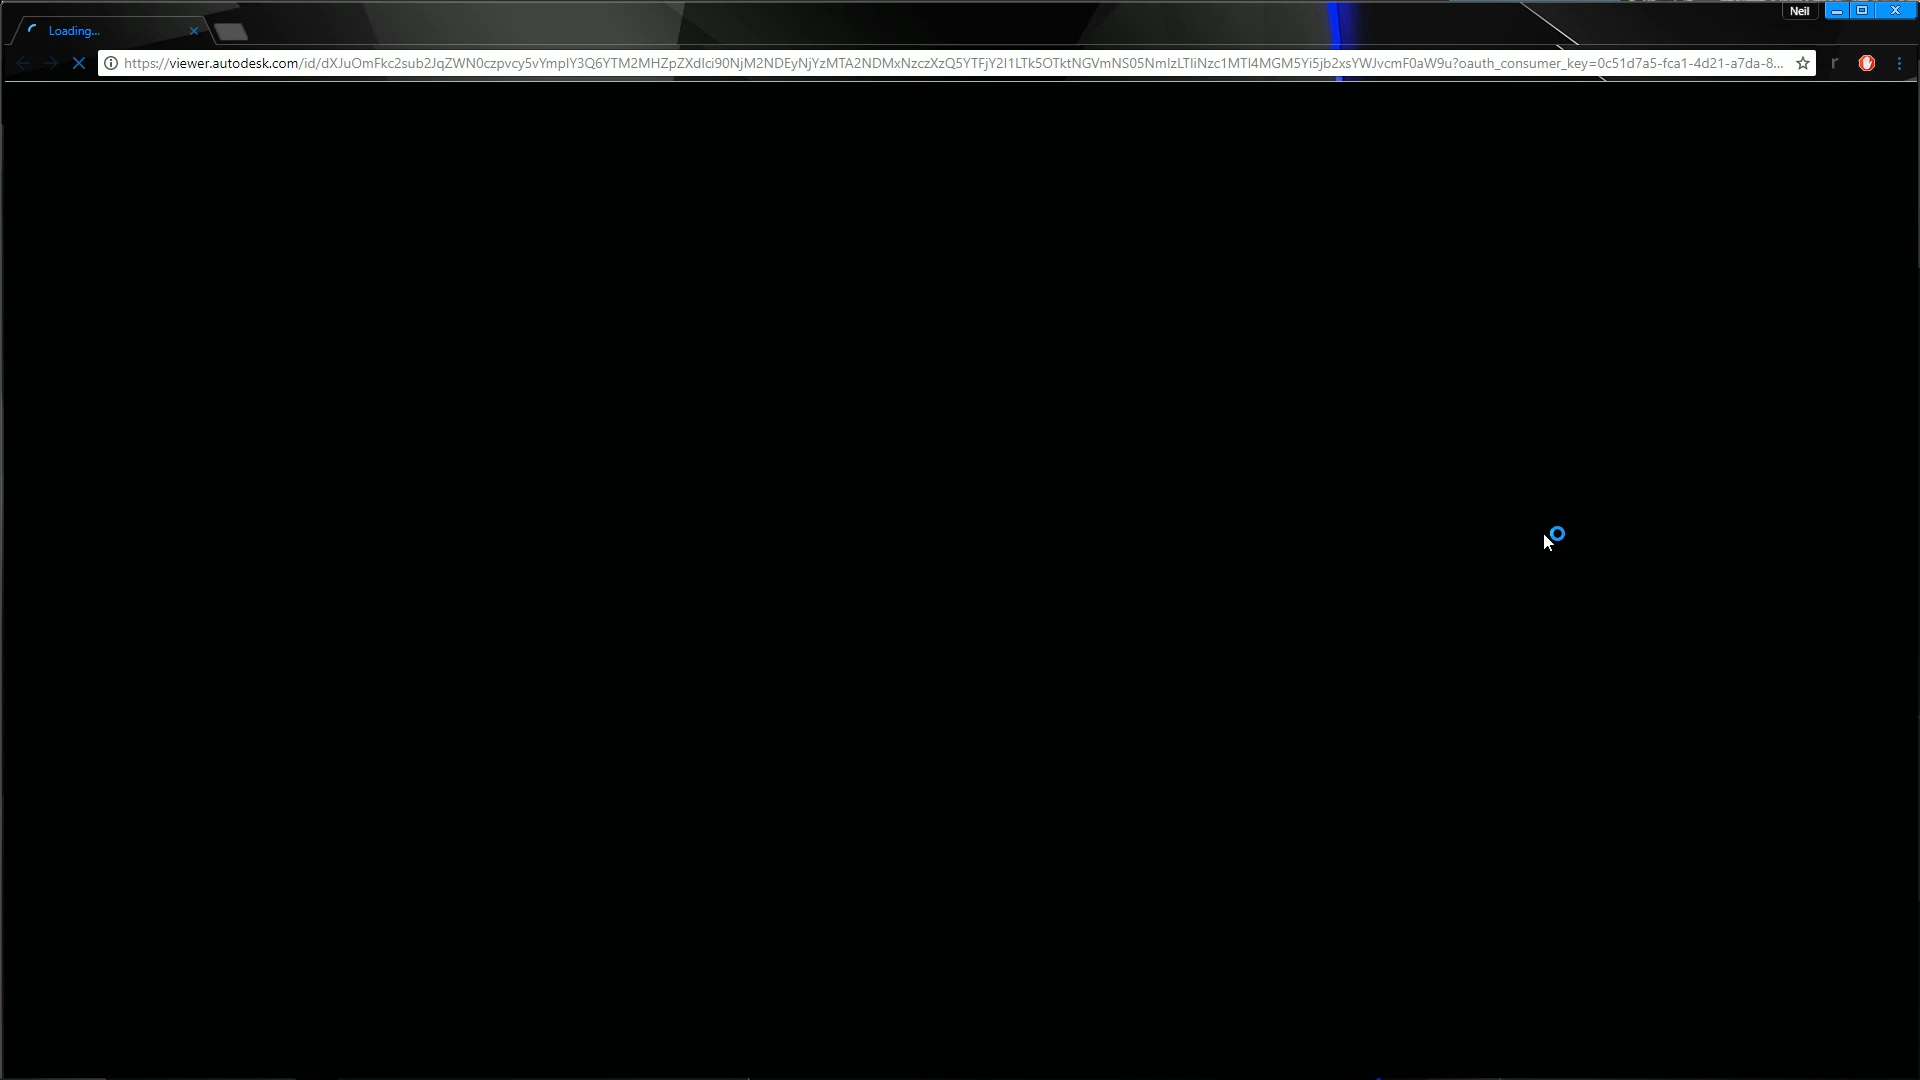 Neil
Loading...
https://viewer.autodesk.com/id/dXJuOmFkc2sub2JqZWN0czpvcy5vYmplY3Q6YTM2MHZpZXdlci90NjM2NDEyNjYzMTA2NDMxNzczXzQ5YTFjY2I1LTk5OTktNGVmNS05NmIzLTliNzc1MTI4MGM5Yi5jb2xsYWJvcmF0aW9u?oauth_consumer_key=0c51d7a5-fca1-4d21-a7da-8...
r